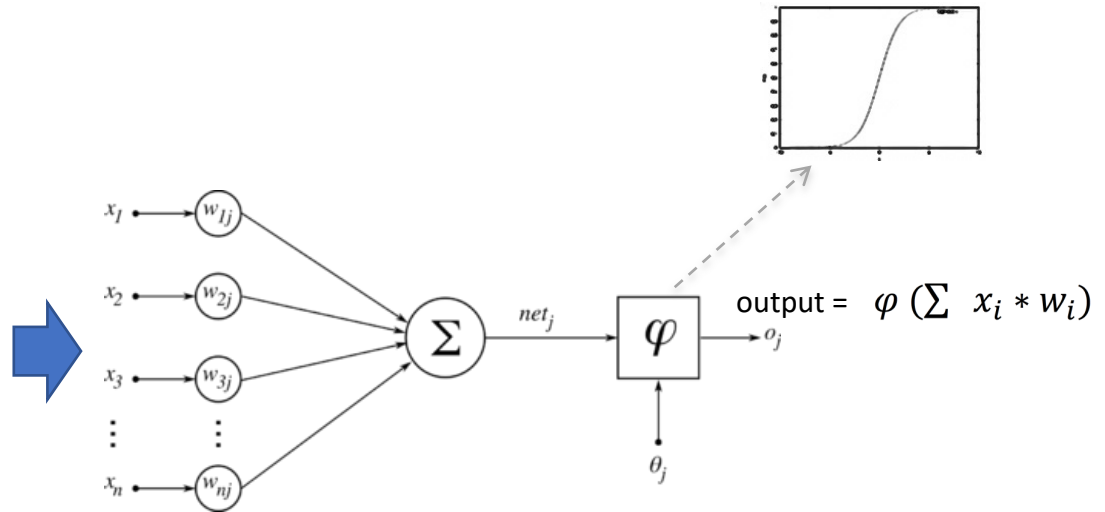 x₁ w₁ⱼ
x₂ w₂ⱼ
x₃ w₃ⱼ
⋮ ⋮
xₙ wₙⱼ
Σ
netⱼ
φ
θⱼ
oⱼ
output = φ (∑ xᵢ * wᵢ)